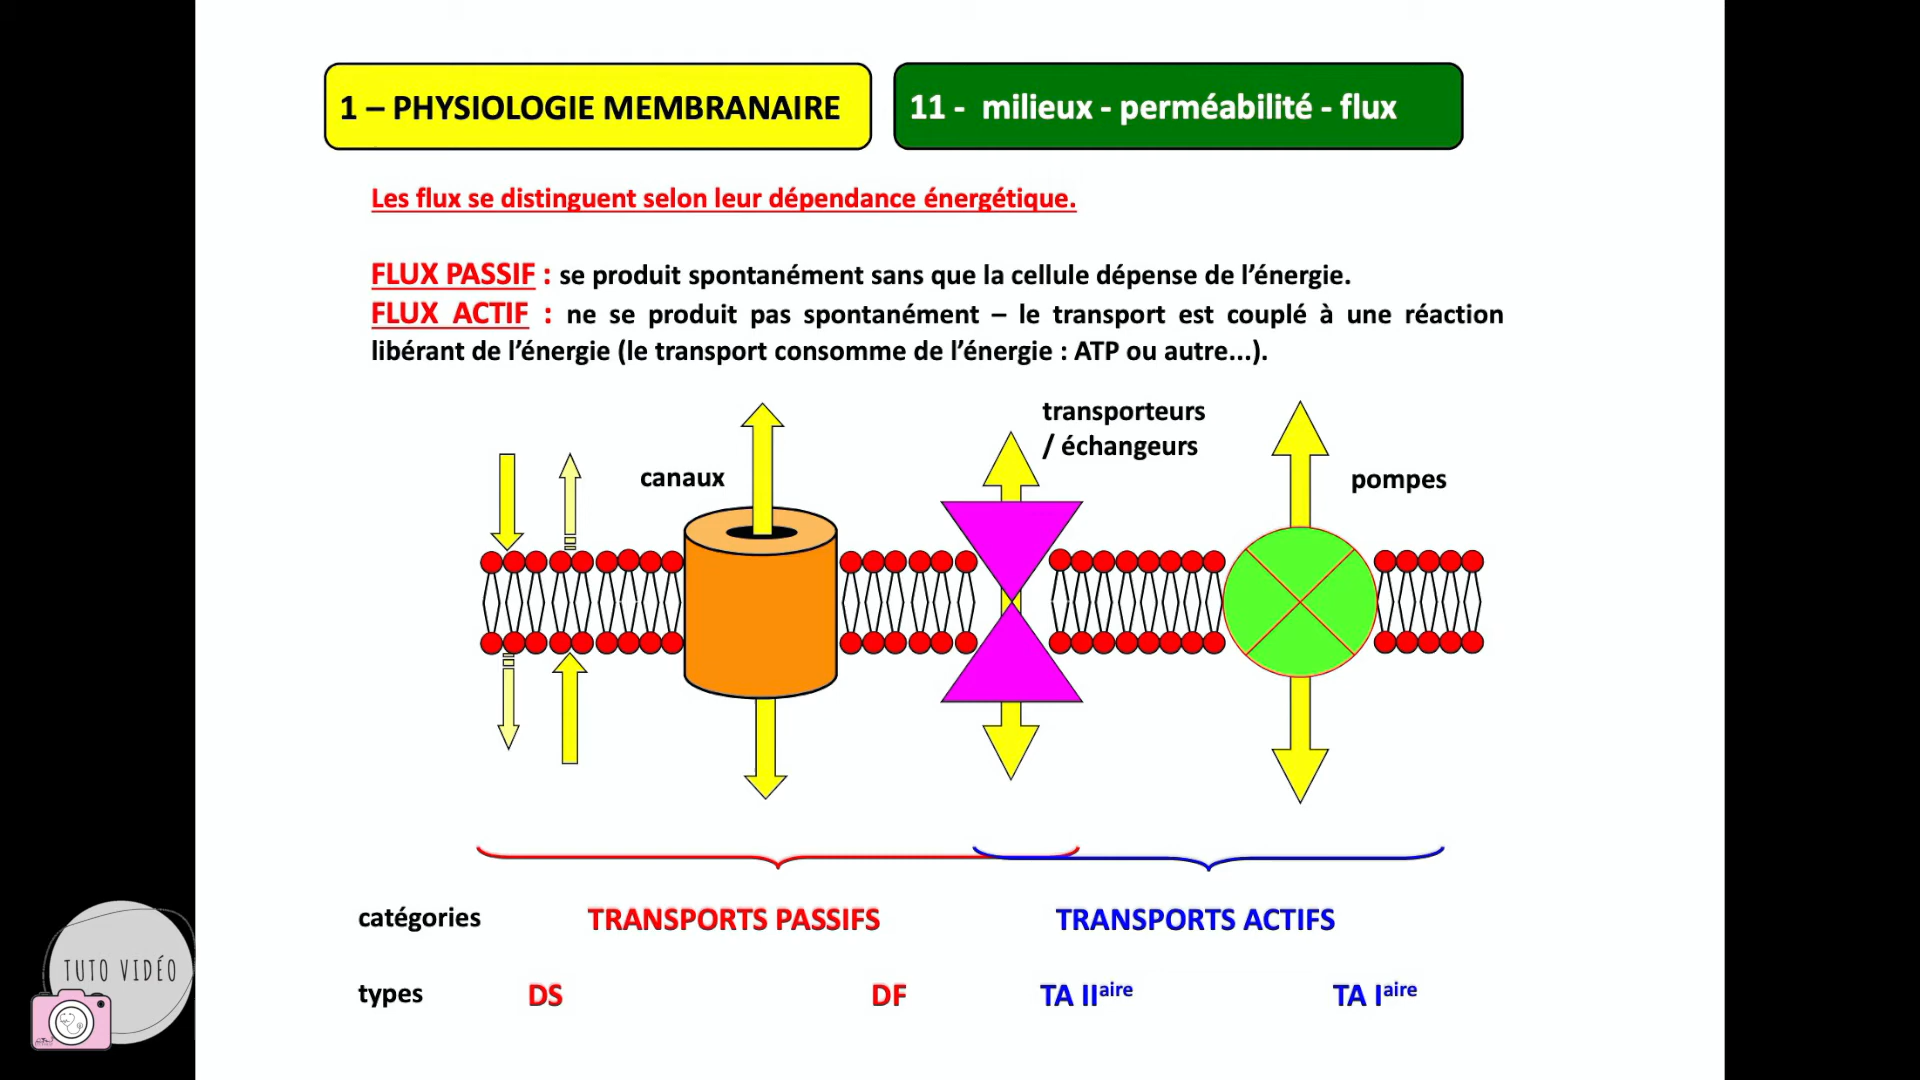 1 – PHYSIOLOGIE MEMBRANAIRE
11 - milieux - perméabilité - flux
Les flux se distinguent selon leur dépendance énergétique.
FLUX PASSIF : se produit spontanément sans que la cellule dépense de l’énergie.
FLUX ACTIF : ne se produit pas spontanément – le transport est couplé à une réaction
libérant de l’énergie (le transport consomme de l’énergie : ATP ou autre...).
transporteurs
/ échangeurs
canaux
pompes
catégories
TRANSPORTS PASSIFS
TRANSPORTS ACTIFS
types
DS
DF
TA IIaire
TA Iaire
TUTO VIDÉO